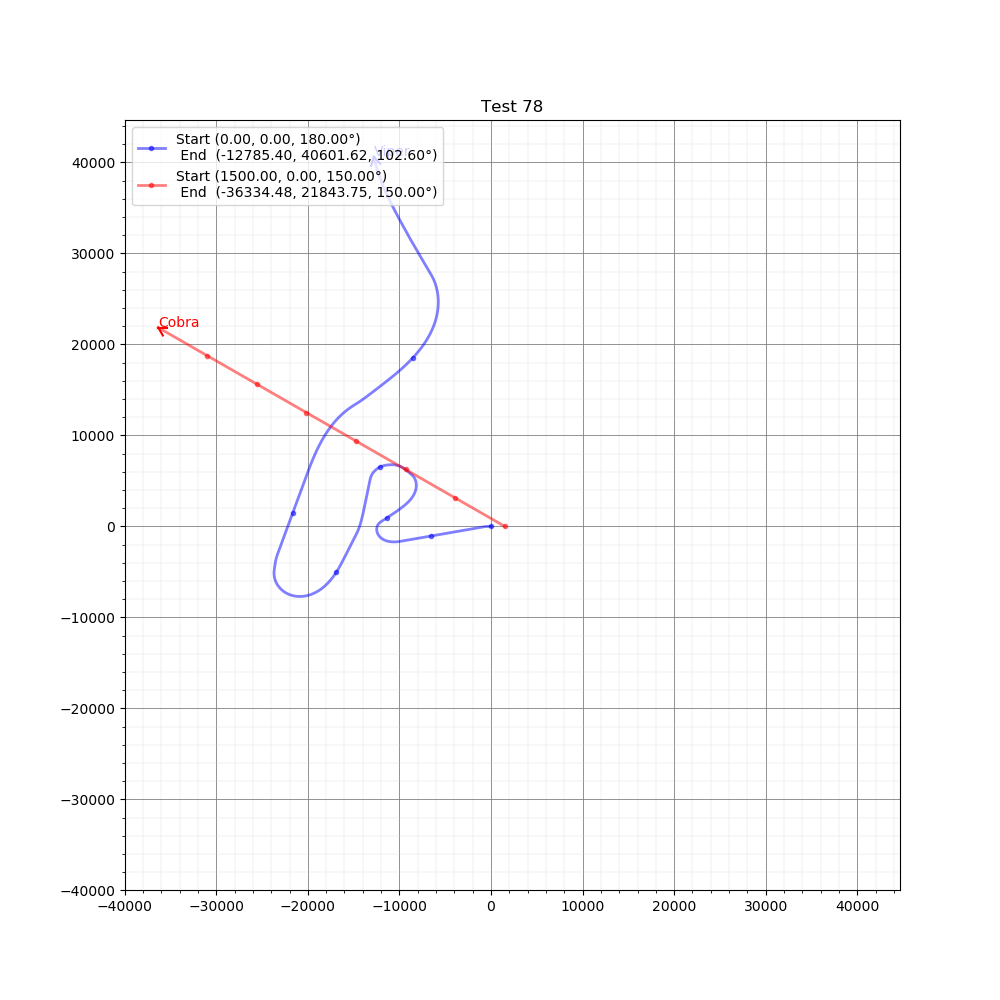 Test 78
Start (0.00, 0.00, 180.00°)
End (-12785.40, 40601.62, 102.60°)
Start (1500.00, 0.00, 150.00°)
End (-36334.48, 21843.75, 150.00°)
Cobra
40000
30000
20000
10000
0
−10000
−20000
−30000
−40000
−40000 −30000 −20000 −10000 0 10000 20000 30000 40000